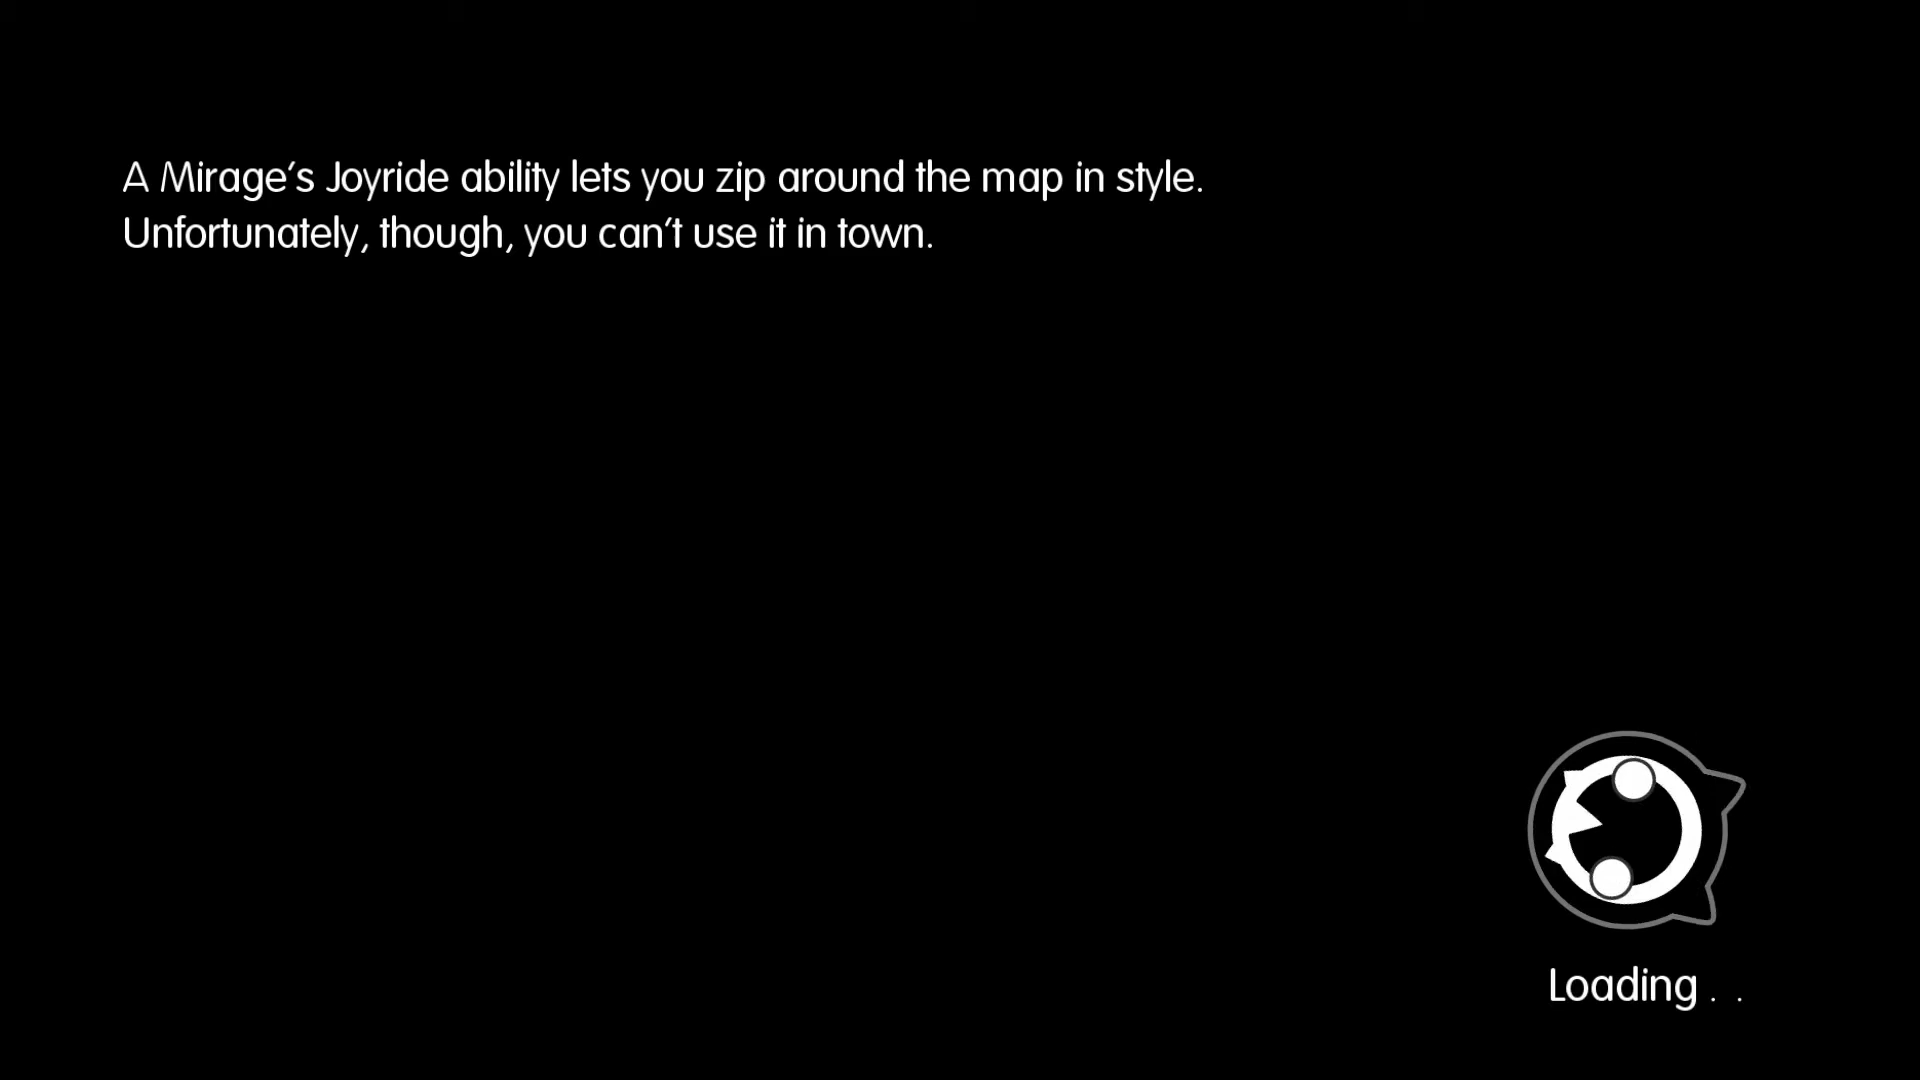 A Mirage's Joyride ability lets you zip around the map in style.
Unfortunately, though, you can't use it in town.
Loading . .